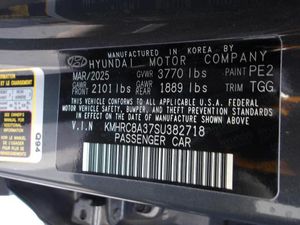 MANUFACTURED IN KOREA BY
HYUNDAI MOTOR COMPANY
MAR/2025 GVWR 3770 lbs PAINT PE2
GAWR FRONT 2101 lbs GAWR REAR 1889 lbs TRIM TGG
THIS VEHICLE CONFORMS TO ALL APPLICABLE FEDERAL
MOTOR VEHICLE SAFETY, BUMPER, AND
THEFT PREVENTION STANDARDS IN EFFECT ON
THE DATE OF MANUFACTURE SHOWN ABOVE.
V.I.N KMHRC8A37SU382718
PASSENGER CAR
Q94